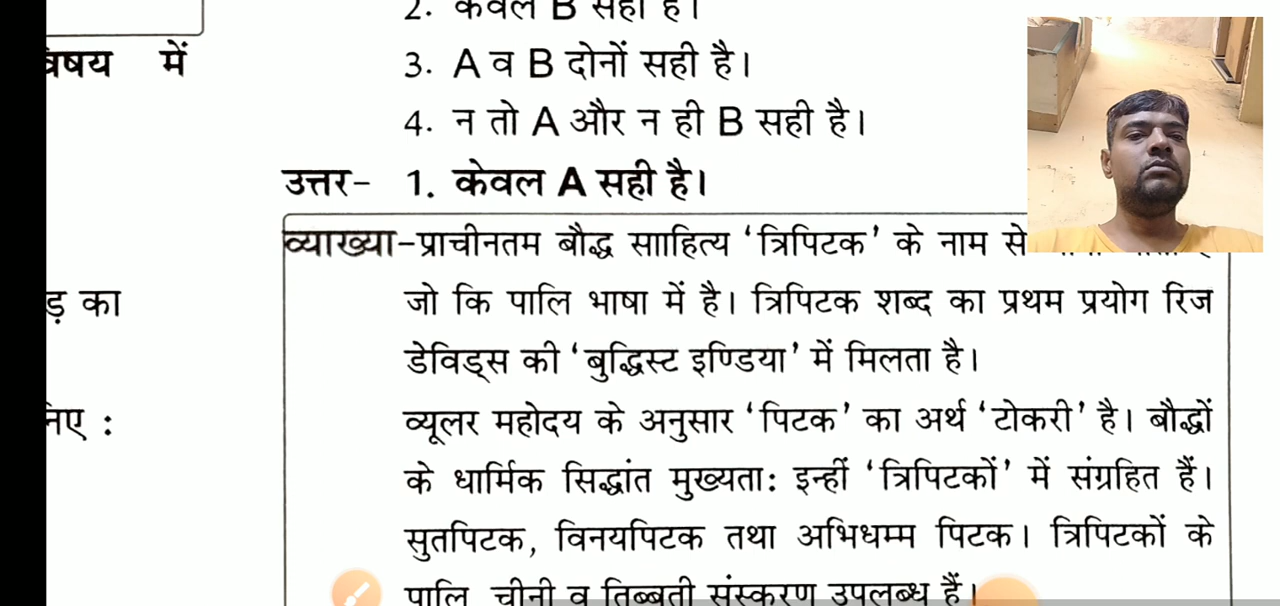 2. केवल B सही है।
विषय में
3. A व B दोनों सही है।
4. न तो A और न ही B सही है।
उत्तर- 1. केवल A सही है।
व्याख्या-प्राचीनतम बौद्ध सााहित्य ‘त्रिपिटक’ के नाम से
ड़ का
जो कि पालि भाषा में है। त्रिपिटक शब्द का प्रथम प्रयोग रिज
डेविड्स की ‘बुद्धिस्ट इण्डिया’ में मिलता है।
व्यूलर महोदय के अनुसार ‘पिटक’ का अर्थ ‘टोकरी’ है। बौद्धों
के धार्मिक सिद्धांत मुख्यता: इन्हीं ‘त्रिपिटकों’ में संग्रहित हैं।
सुतपिटक, विनयपिटक तथा अभिधम्म पिटक। त्रिपिटकों के
पालि, चीनी व तिब्बती संस्करण उपलब्ध हैं।